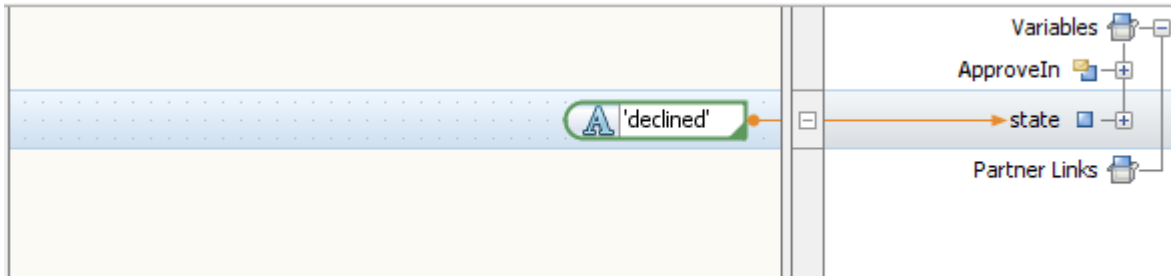 Variables
ApproveIn
A 'declined'
state
Partner Links